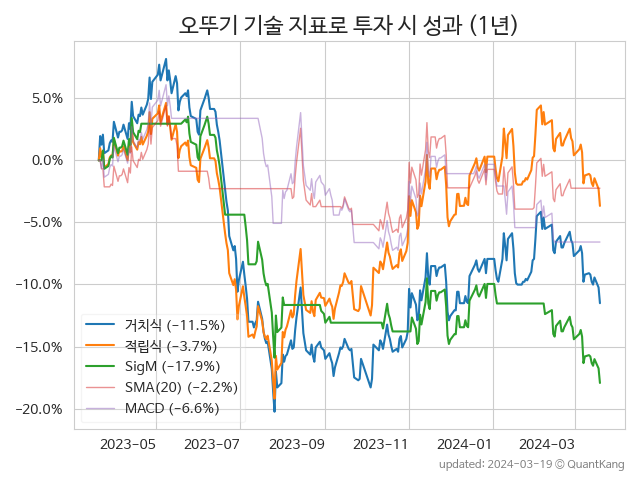 오뚜기 기술 지표로 투자 시 성과 (1년)
5.0%
0.0%
−5.0%
−10.0%
−15.0%
−20.0%
거치식 (−11.5%)
적립식 (−3.7%)
SigM (−17.9%)
SMA(20) (−2.2%)
MACD (−6.6%)
2023−05
2023−07
2023−09
2023−11
2024−01
2024−03
updated: 2024−03−19 © QuantKang